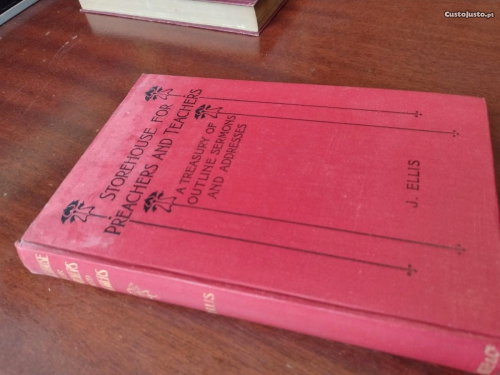 CustoJusto.pt
STOREHOUSE FOR
PREACHERS AND TEACHERS
A TREASURY OF
OUTLINE SERMONS
AND ADDRESSES
J. ELLIS